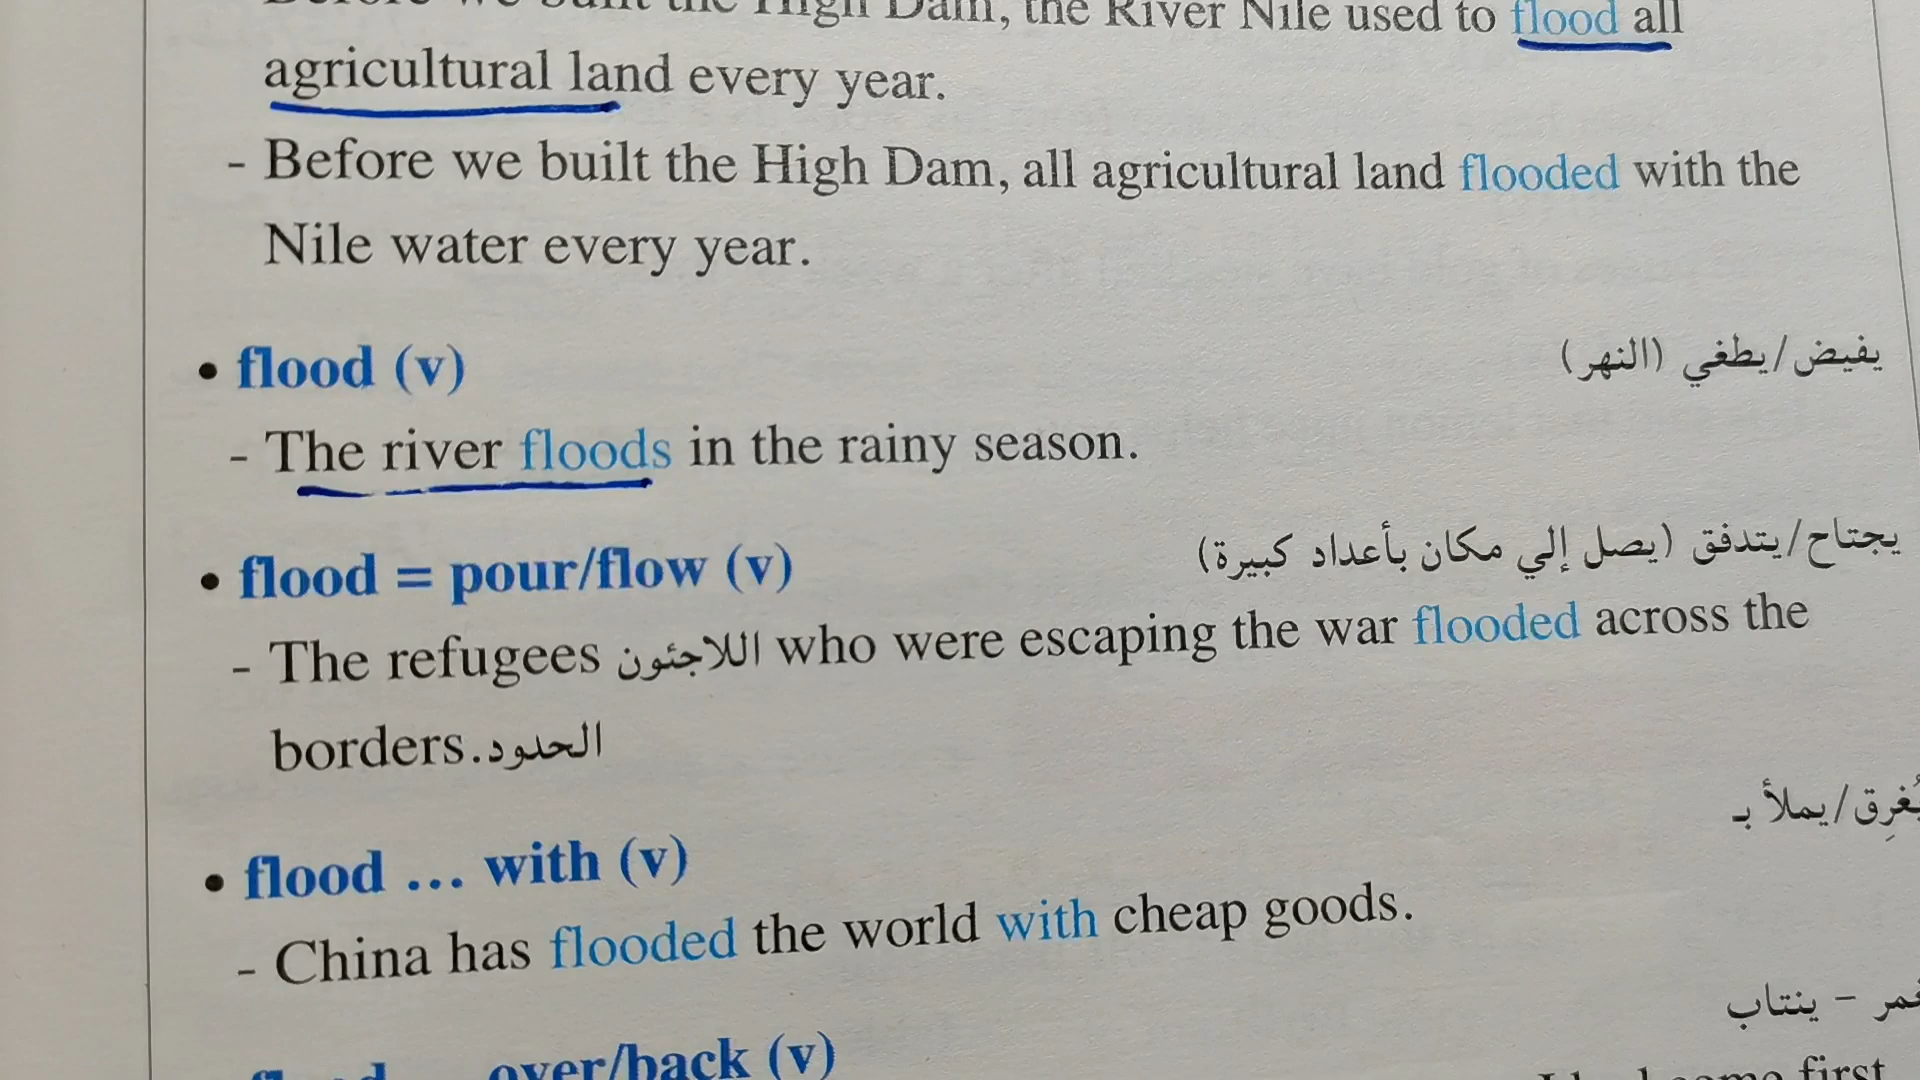 Before we built the High Dam, the River Nile used to flood all
agricultural land every year.
- Before we built the High Dam, all agricultural land flooded with the
Nile water every year.
• flood (v) يفيض/يطغي (النهر)
- The river floods in the rainy season.
• flood = pour/flow (v) يجتاح/يتدفق (يصل إلي مكان بأعداد كبيرة)
- The refugees اللاجئون who were escaping the war flooded across the
borders.الحدود
• flood ... with (v) يُغرِق/يملأ بـ
- China has flooded the world with cheap goods.
ينتاب –
flood over/back (v)
first